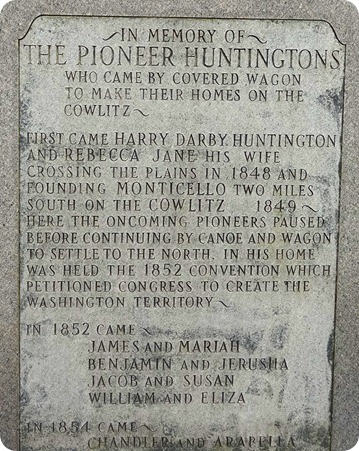 ~IN MEMORY OF~
THE PIONEER HUNTINGTONS
WHO CAME BY COVERED WAGON
TO MAKE THEIR HOMES ON THE
COWLITZ~
FIRST CAME HARRY DARBY HUNTINGTON
AND REBECCA JANE HIS WIFE
CROSSING THE PLAINS IN 1848 AND
FOUNDING MONTICELLO TWO MILES
SOUTH ON THE COWLITZ 1849~
HERE THE ONCOMING PIONEERS PAUSED
BEFORE CONTINUING BY CANOE AND WAGON
TO SETTLE TO THE NORTH. IN HIS HOME
WAS HELD THE 1852 CONVENTION WHICH
PETITIONED CONGRESS TO CREATE THE
WASHINGTON TERRITORY~
IN 1852 CAME~
JAMES AND MARIAH
BENJAMIN AND JERUSHA
JACOB AND SUSAN
WILLIAM AND ELIZA
IN 1854 CAME~
CHANDLER AND ARABELLA